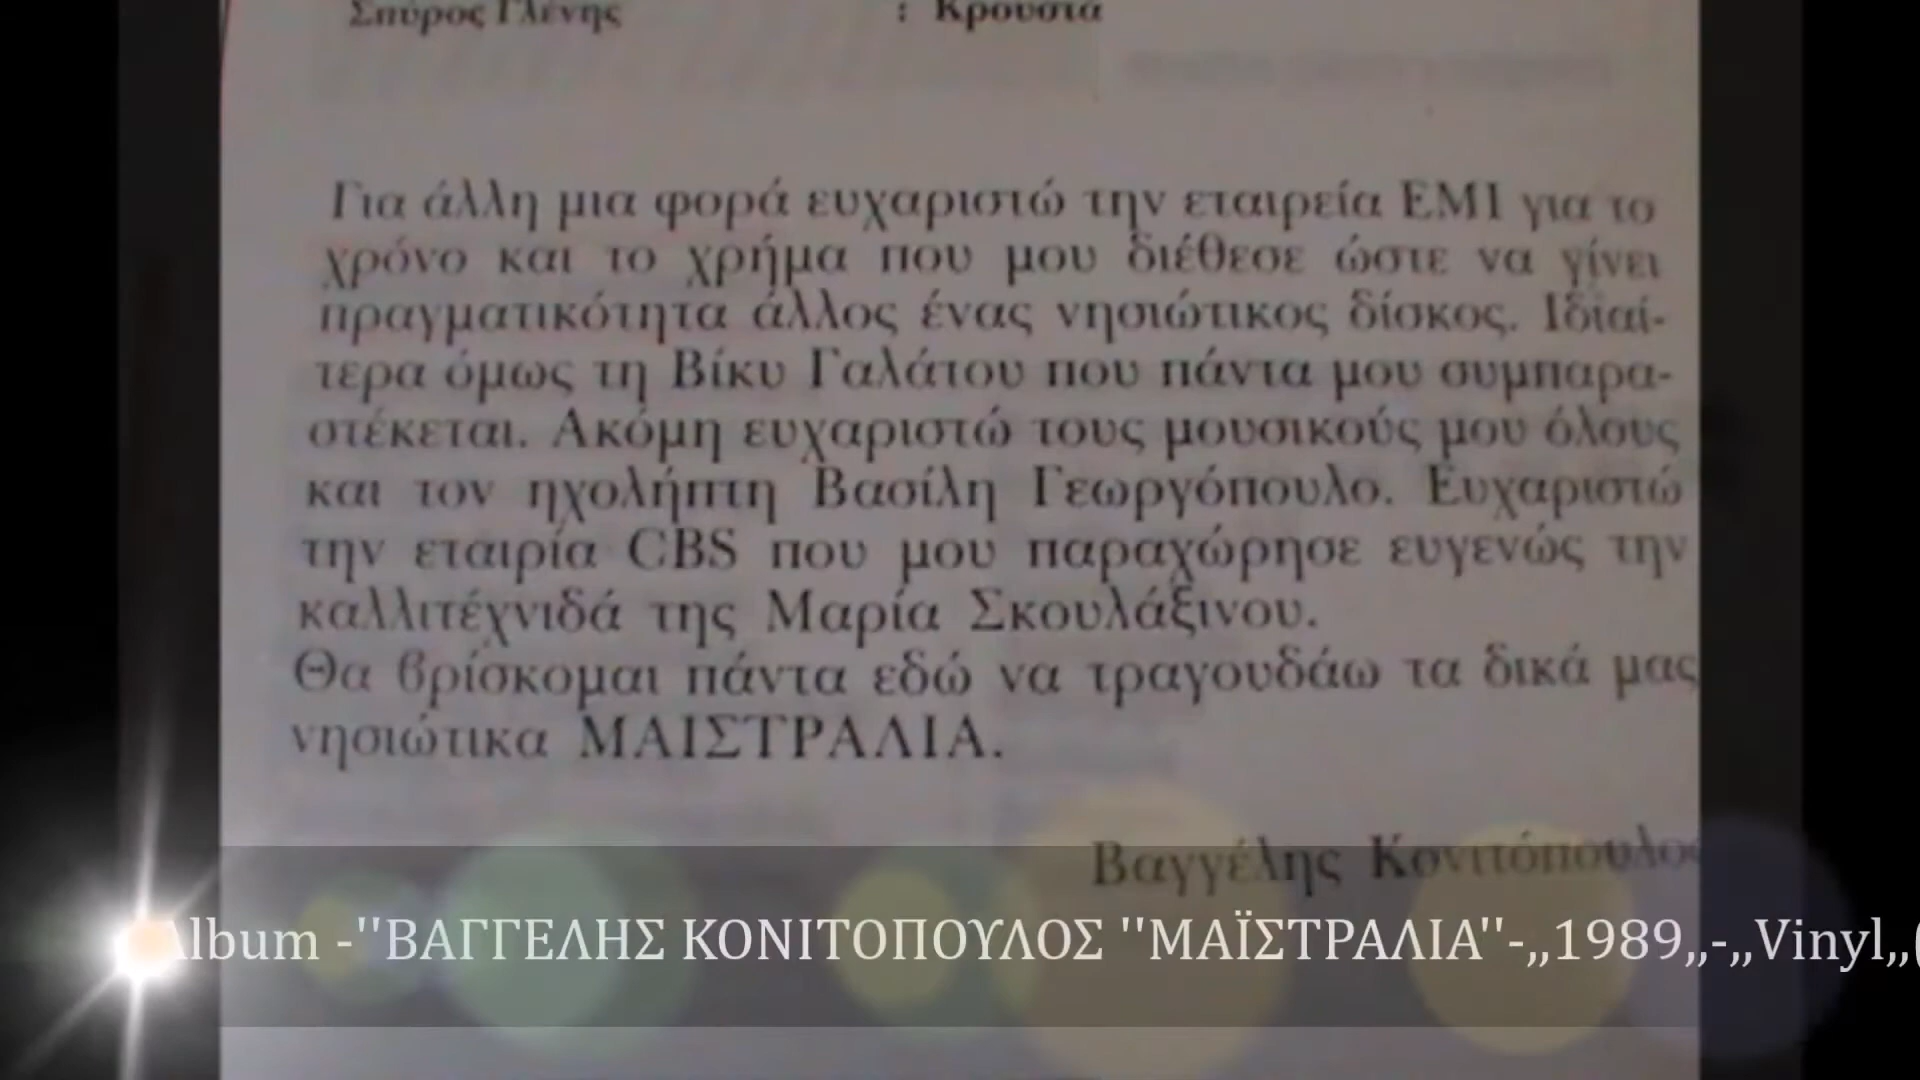 Σπύρος Γλένης : Κρουστά
Για άλλη μια φορά ευχαριστώ την εταιρεία ΕΜΙ για το
χρόνο και το χρήμα που μου διέθεσε ώστε να γίνει
πραγματικότητα άλλος ένας νησιώτικος δίσκος. Ιδιαί-
τερα όμως τη Βίκυ Γαλάτου που πάντα μου συμπαρα-
στέκεται. Ακόμη ευχαριστώ τους μουσικούς μου όλους
και τον ηχολήπτη Βασίλη Γεωργόπουλο. Ευχαριστώ
την εταιρία CBS που μου παραχώρησε ευγενώς την
καλλιτέχνιδά της Μαρία Σκουλάξινου.
Θα βρίσκομαι πάντα εδώ να τραγουδάω τα δικά μας
νησιώτικα ΜΑΙΣΤΡΑΛΙΑ.
Βαγγέλης Κονιτόπουλος
Album -''ΒΑΓΓΕΛΗΣ ΚΟΝΙΤΟΠΟΥΛΟΣ ''ΜΑΪΣΤΡΑΛΙΑ''-,,1989,,-,,Vinyl,,(